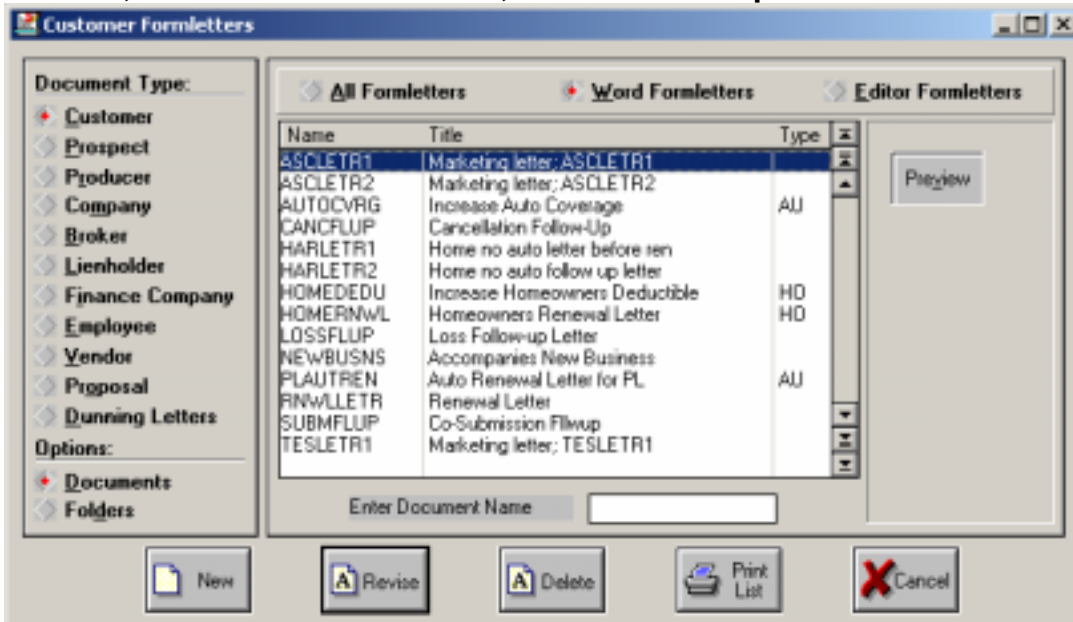 Customer Formletters
Document Type:
Customer
Prospect
Producer
Company
Broker
Lienholder
Finance Company
Employee
Vendor
Proposal
Dunning Letters
Options:
Documents
Folders
All Formletters Word Formletters Editor Formletters
Name Title Type
ASCLETR1 Marketing letter; ASCLETR1
ASCLETR2 Marketing letter; ASCLETR2
AUTOCVRG Increase Auto Coverage AU
CANCFLUP Cancellation Follow-Up
HARLETR1 Home no auto letter before ren
HARLETR2 Home no auto follow up letter
HOMEDEDU Increase Homeowners Deductible HO
HOMERNWL Homeowners Renewal Letter HO
LOSSFLUP Loss Follow-up Letter
NEWBUSNS Accompanies New Business
PLAUTREN Auto Renewal Letter for PL AU
RNWLLETR Renewal Letter
SUBMFLUP Co-Submission Fllwup
TESLETR1 Marketing letter; TESLETR1
Preview
Enter Document Name
New Revise Delete Print List Cancel